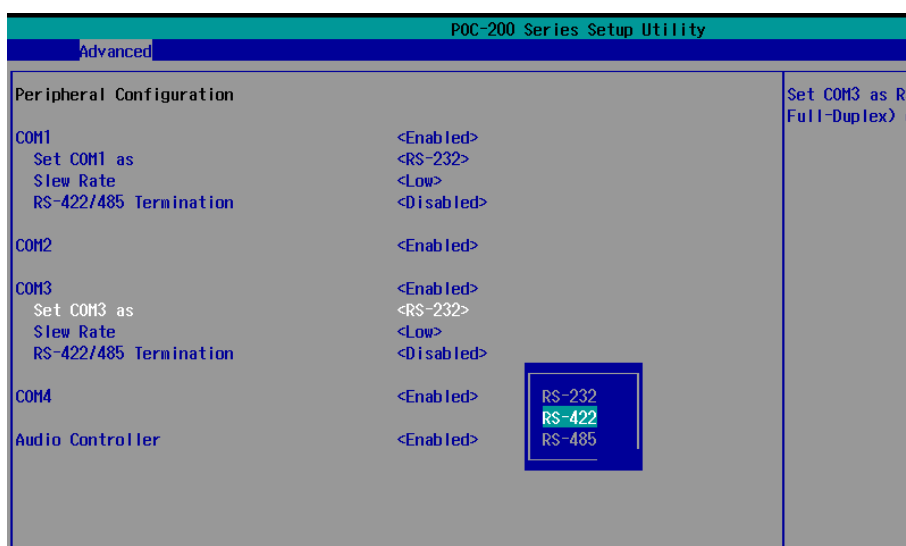 POC-200 Series Setup Utility
Advanced
Peripheral Configuration
Set COM3 as R
Full-Duplex)
COM1 <Enabled>
Set COM1 as <RS-232>
Slew Rate <Low>
RS-422/485 Termination <Disabled>
COM2 <Enabled>
COM3 <Enabled>
Set COM3 as <RS-232>
Slew Rate <Low>
RS-422/485 Termination <Disabled>
COM4 <Enabled>
Audio Controller <Enabled>
RS-232
RS-422
RS-485